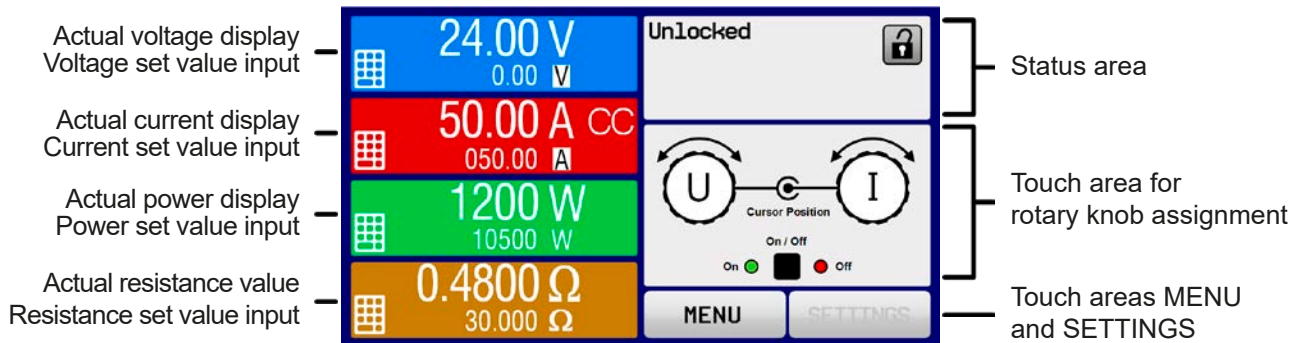 Actual voltage display
Voltage set value input
Actual current display
Current set value input
Actual power display
Power set value input
Actual resistance value
Resistance set value input
24.00 V
0.00 V
50.00 A CC
050.00 A
1200 W
10500 W
0.4800 Ω
30.000 Ω
Unlocked
U
I
Cursor Position
On / Off
On
Off
MENU
SETTINGS
Status area
Touch area for
rotary knob assignment
Touch areas MENU
and SETTINGS